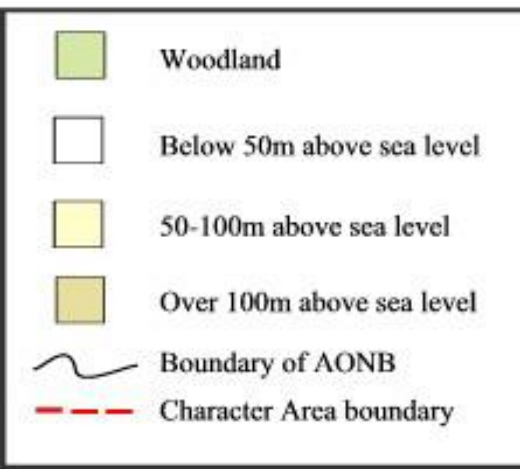 Woodland
Below 50m above sea level
50-100m above sea level
Over 100m above sea level
Boundary of AONB
Character Area boundary